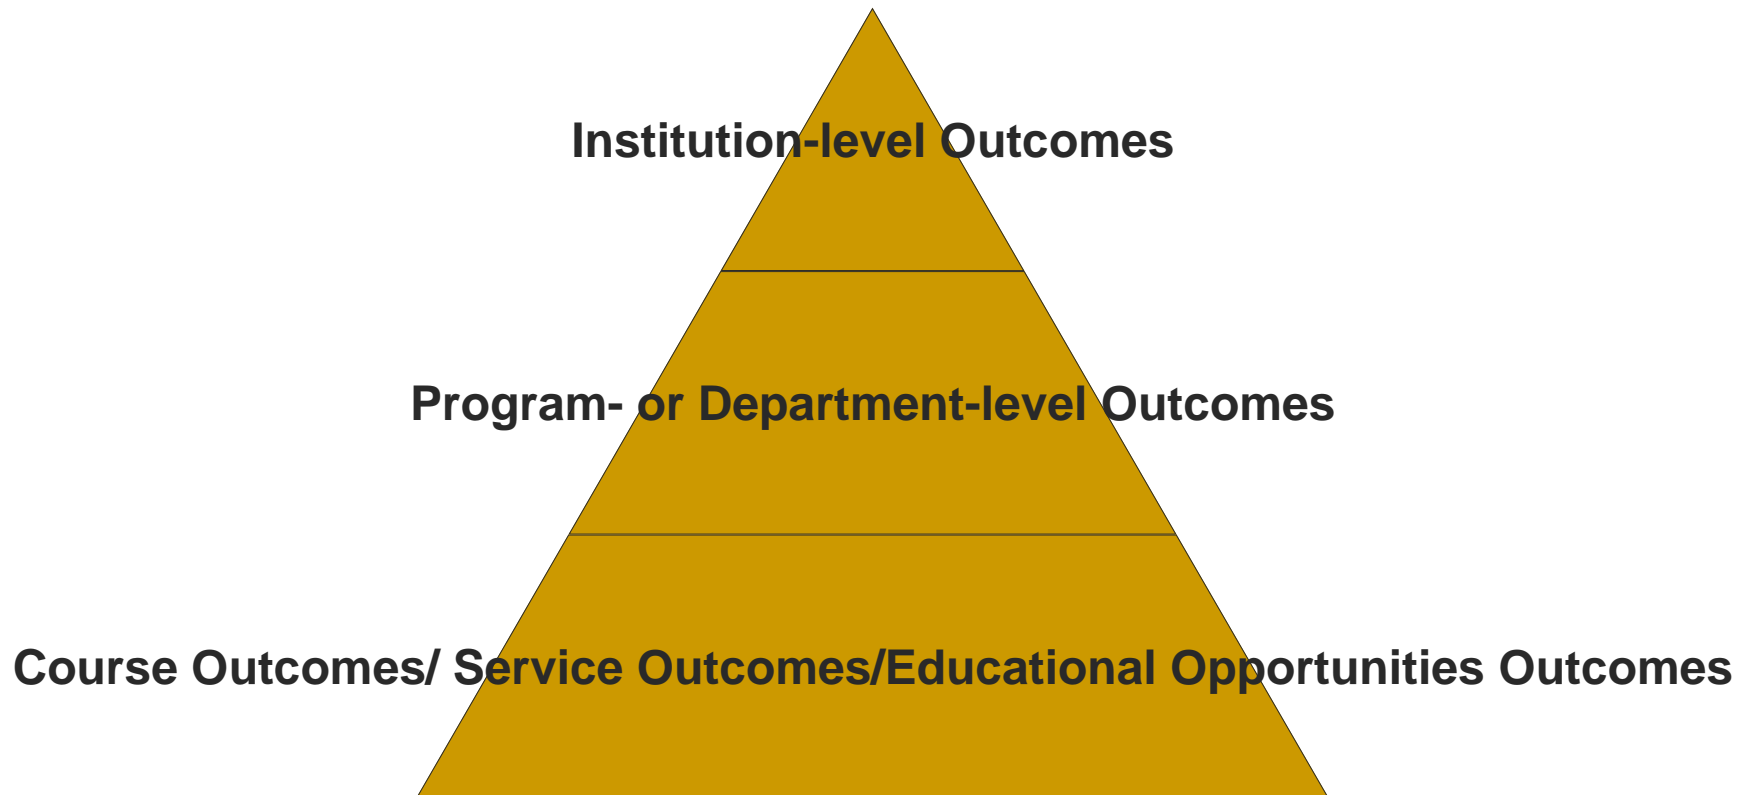 Institution-level Outcomes
Program- or Department-level Outcomes
Course Outcomes/ Service Outcomes/Educational Opportunities Outcomes